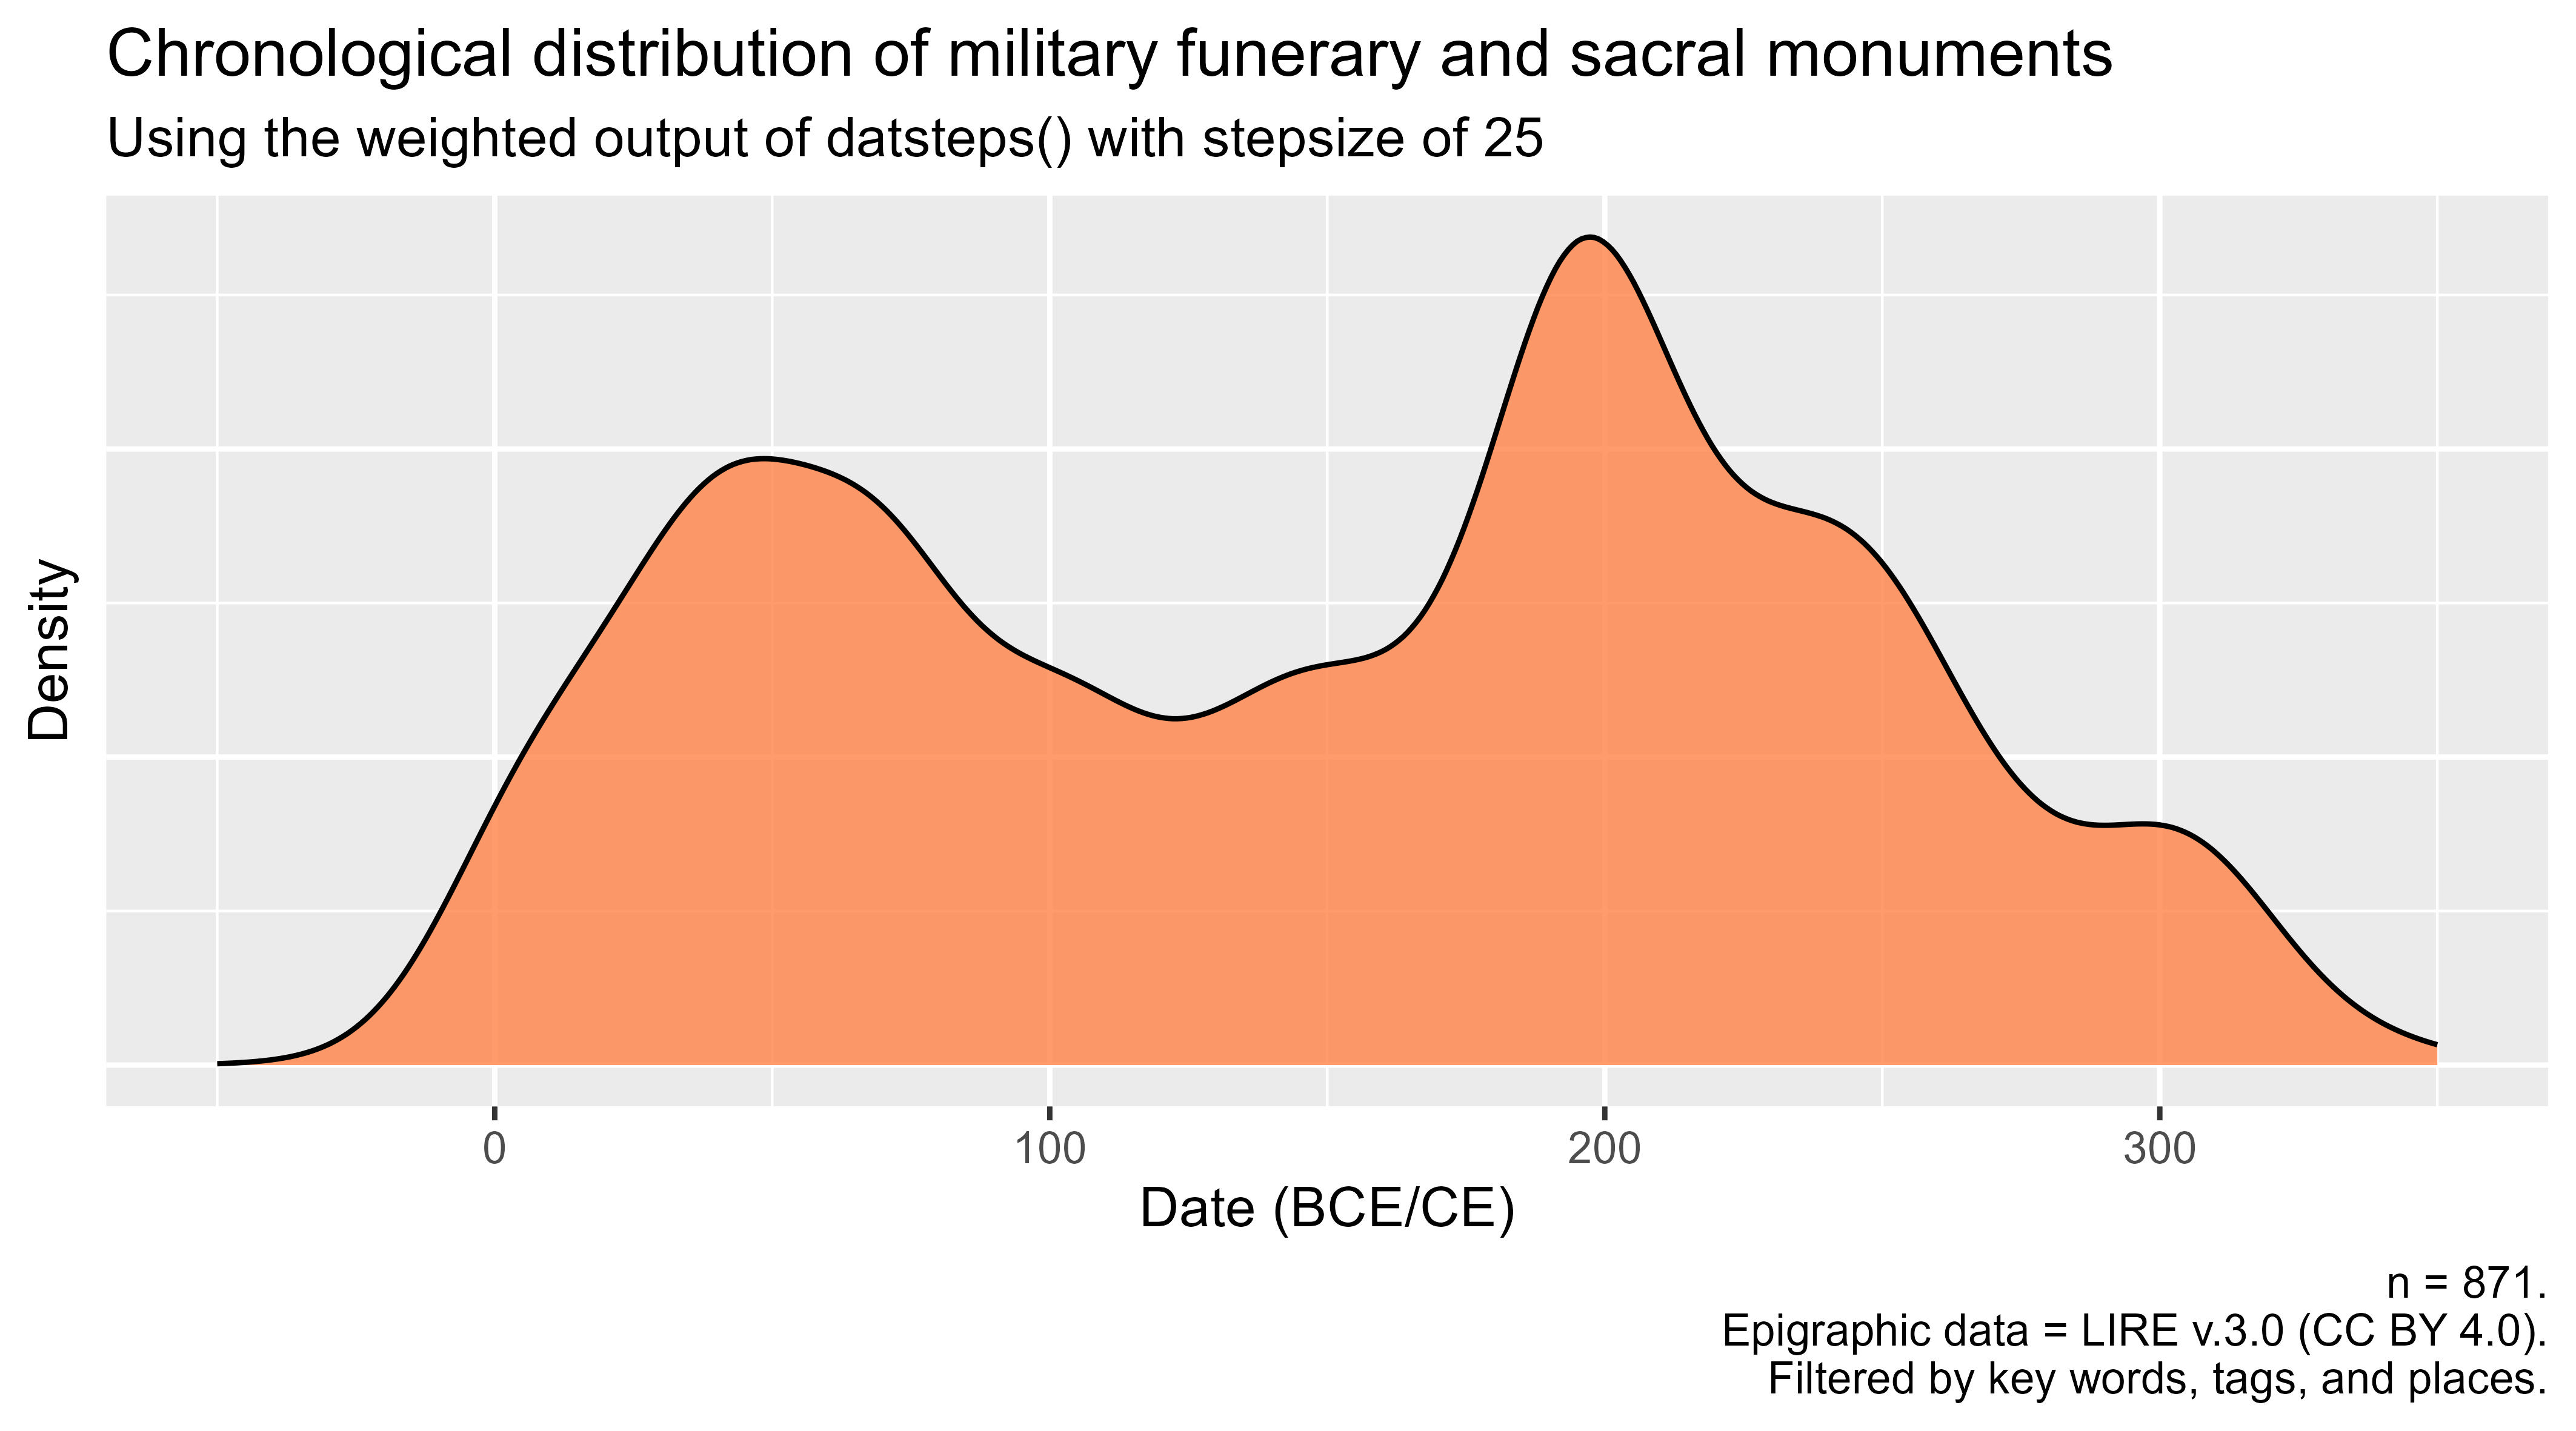 Chronological distribution of military funerary and sacral monuments
Using the weighted output of datsteps() with stepsize of 25
Density
0 100 200 300
Date (BCE/CE)
n = 871.
Epigraphic data = LIRE v.3.0 (CC BY 4.0).
Filtered by key words, tags, and places.